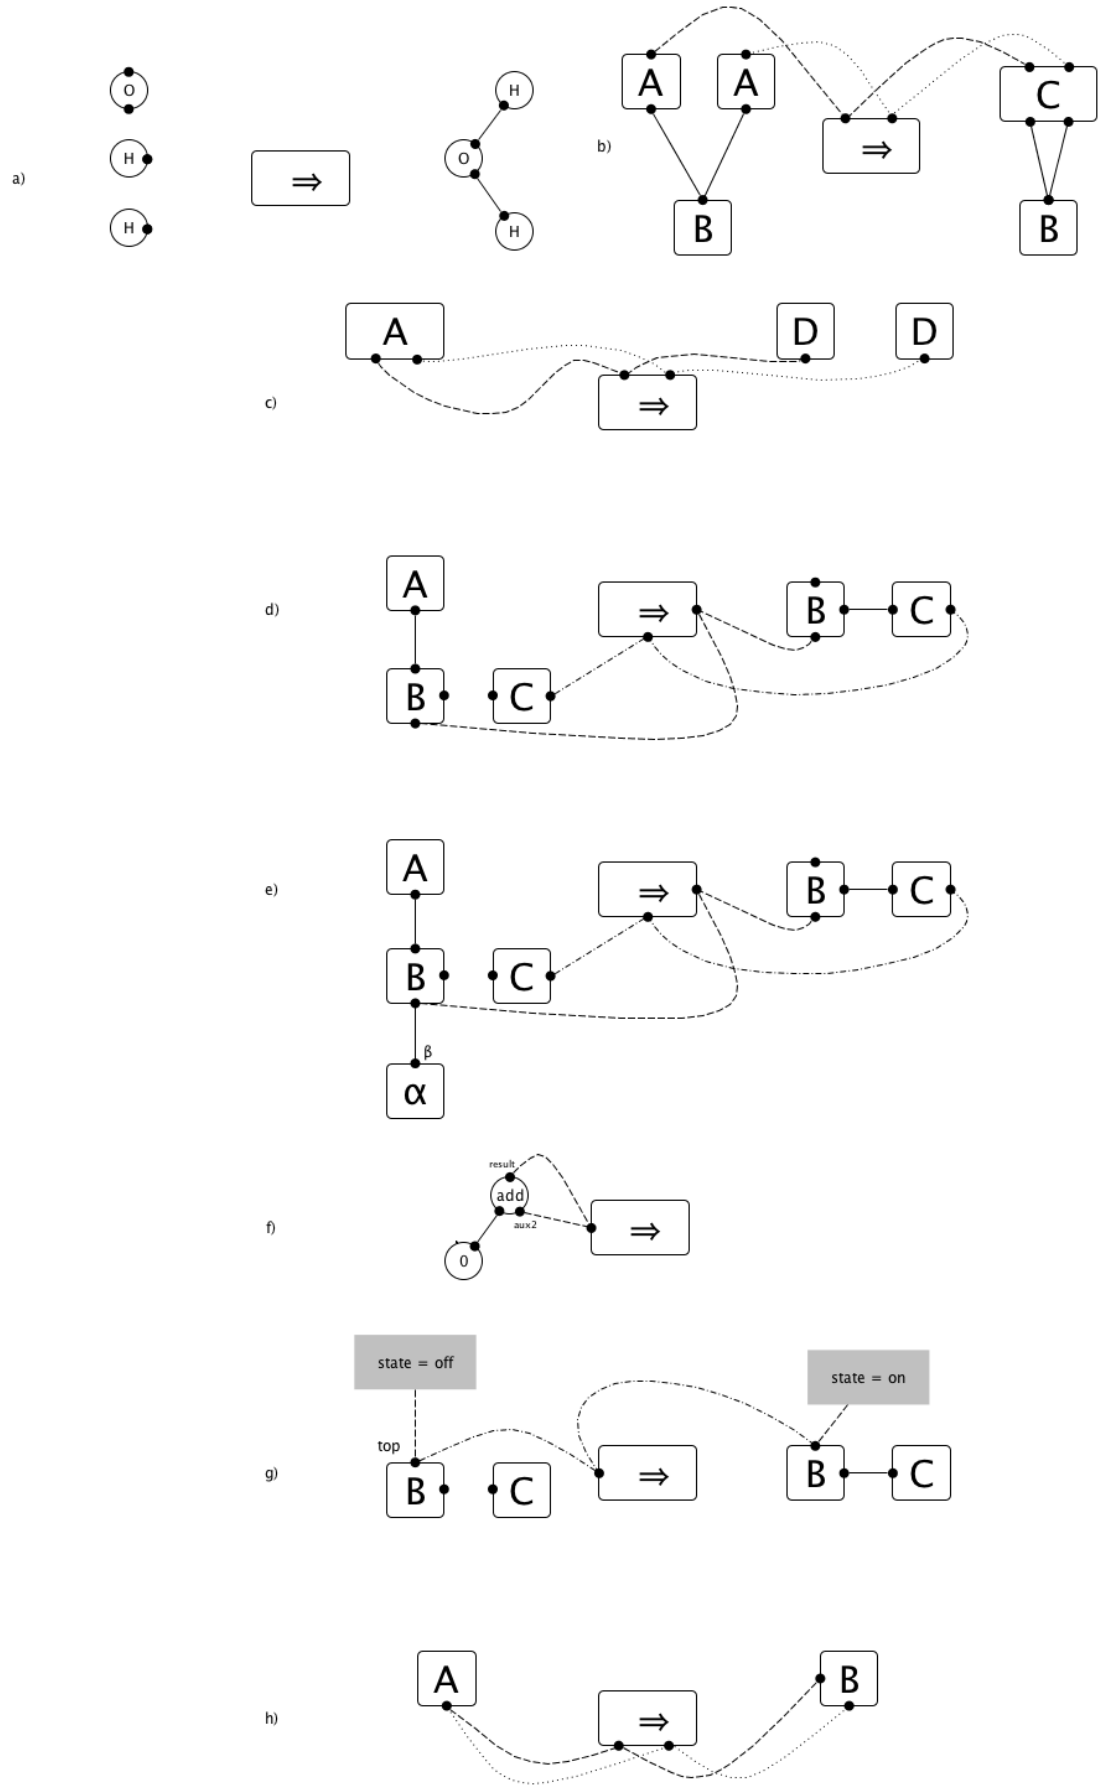 a)
O
H
H
⇒
H
O
H
b)
A A
B
⇒
C
B
c)
A
⇒
D D
d)
A
B C
⇒
B C
e)
A
B C
β
α
⇒
B C
f)
result
add
aux2
0
⇒
g)
state = off
top
B C
⇒
state = on
B C
h)
A
⇒
B